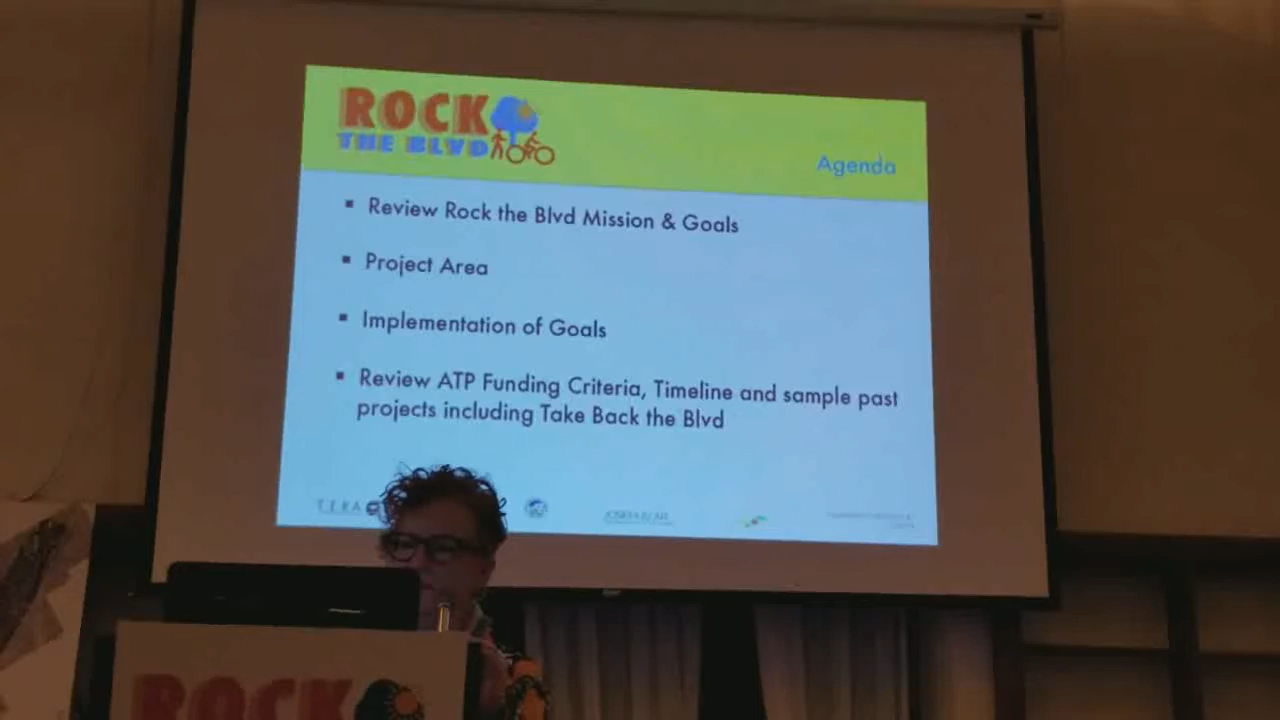 ROCK
THE BLVD
Agenda
▪ Review Rock the Blvd Mission & Goals
▪ Project Area
▪ Implementation of Goals
▪ Review ATP Funding Criteria, Timeline and sample past
projects including Take Back the Blvd
ROCK